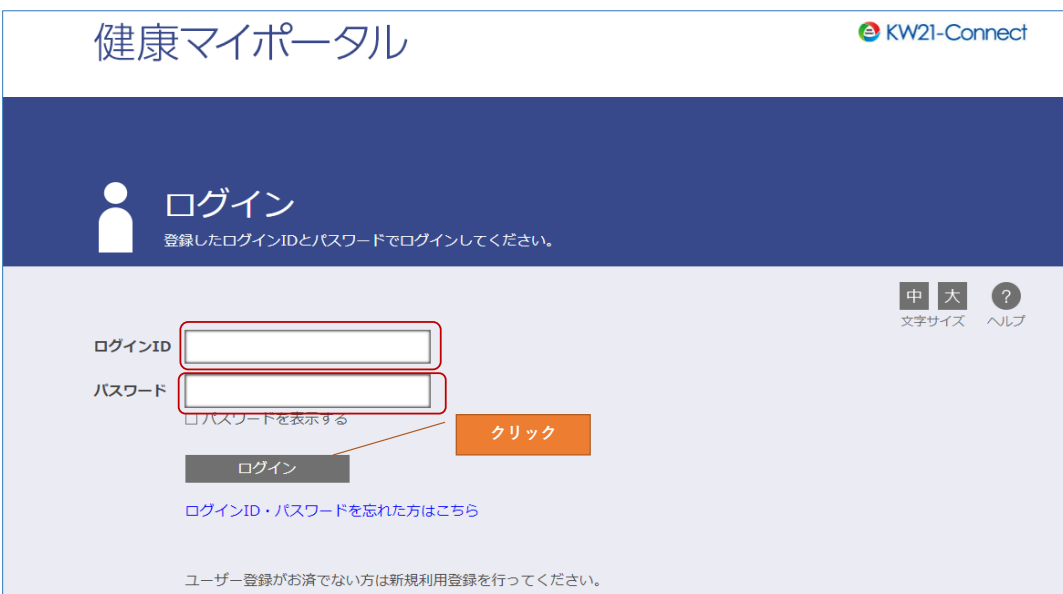 健康マイポータル
KW21-Connect
ログイン
登録したログインIDとパスワードでログインしてください。
中 大 ?
文字サイズ ヘルプ
ログインID
パスワード
パスワードを表示する
クリック
ログイン
ログインID・パスワードを忘れた方はこちら
ユーザー登録がお済でない方は新規利用登録を行ってください。